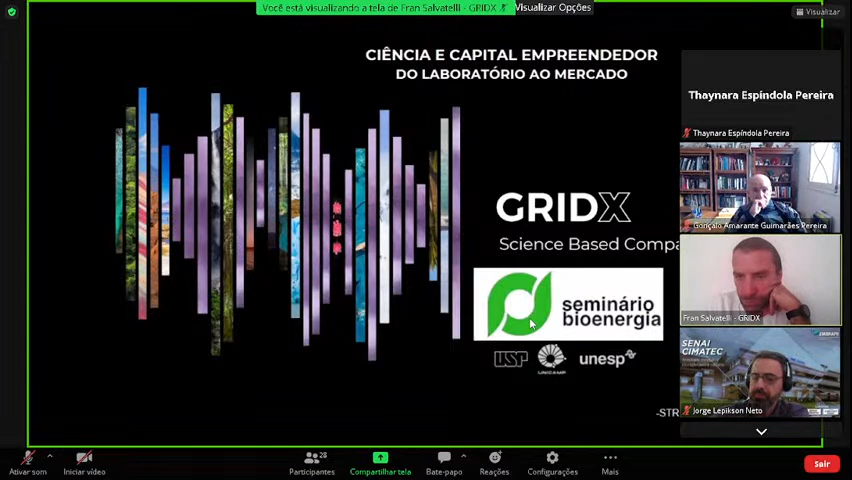 Você está visualizando a tela de Fran Salvatelli - GRIDX
Visualizar Opções
Visualizar
CIÊNCIA E CAPITAL EMPREENDEDOR
DO LABORATÓRIO AO MERCADO
GRIDX
Science Based Compa
seminário
bioenergia
USP
UNICAMP
unesp
-STR
Thaynara Espíndola Pereira
Thaynara Espíndola Pereira
Gonçalo Amarante Guimarães Pereira
Fran Salvatelli - GRIDX
SENAI
CIMATEC
Jorge Lepikson Neto
Ativar som
Iniciar vídeo
Participantes
28
Compartilhar tela
Bate-papo
Reações
Configurações
Mais
Sair